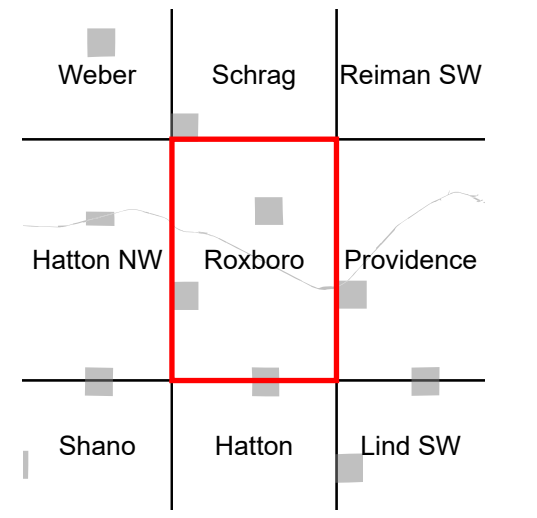 Weber Schrag Reiman SW
Hatton NW Roxboro Providence
Shano Hatton Lind SW